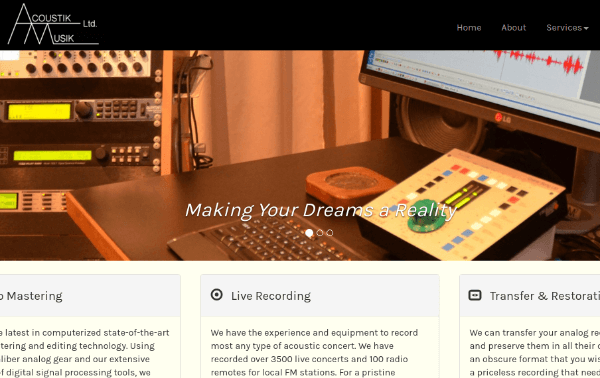 ACOUSTIK
Ltd.
MUSIK
Home About Services
LG
Making Your Dreams a Reality
Mastering
Live Recording
Transfer & Restorati
e latest in computerized state-of-the-art
tering and editing technology. Using
liber analog gear and our extensive
of digital signal processing tools, we
We have the experience and equipment to record
most any type of acoustic concert. We have
recorded over 3500 live concerts and 100 radio
remotes for local FM stations. For a pristine
We can transfer your analog re
and preserve them in all their
an obscure format that you wis
a priceless recording that need